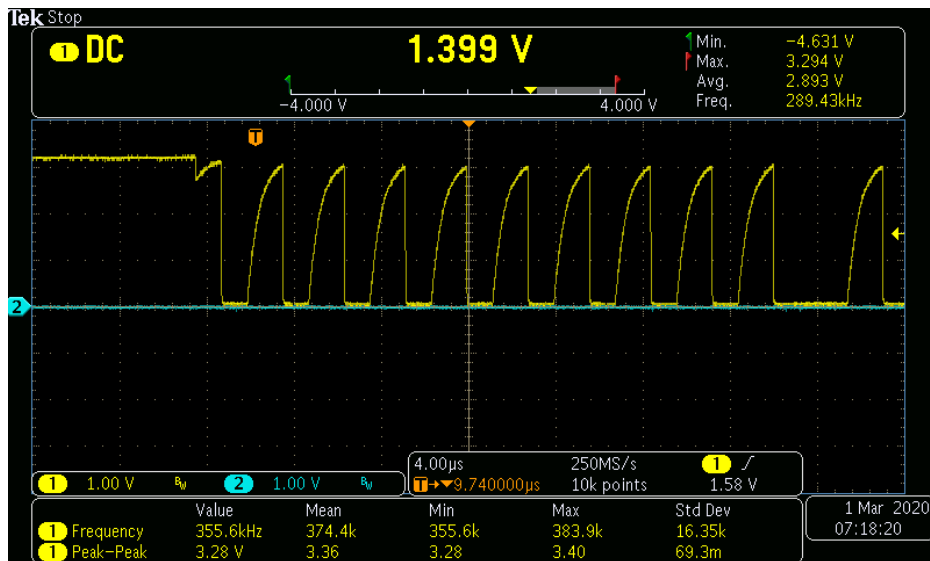 Tek Stop
1 DC 1.399 V
Min. −4.631 V
Max. 3.294 V
Avg. 2.893 V
Freq. 289.43kHz
−4.000 V 4.000 V
T
2
1 1.00 V BW 2 1.00 V BW
4.00µs 250MS/s 1
T→▼9.740000µs 10k points 1.58 V
Value Mean Min Max Std Dev
1 Frequency 355.6kHz 374.4k 355.6k 383.9k 16.35k
1 Peak−Peak 3.28 V 3.36 3.28 3.40 69.3m
1 Mar 2020
07:18:20